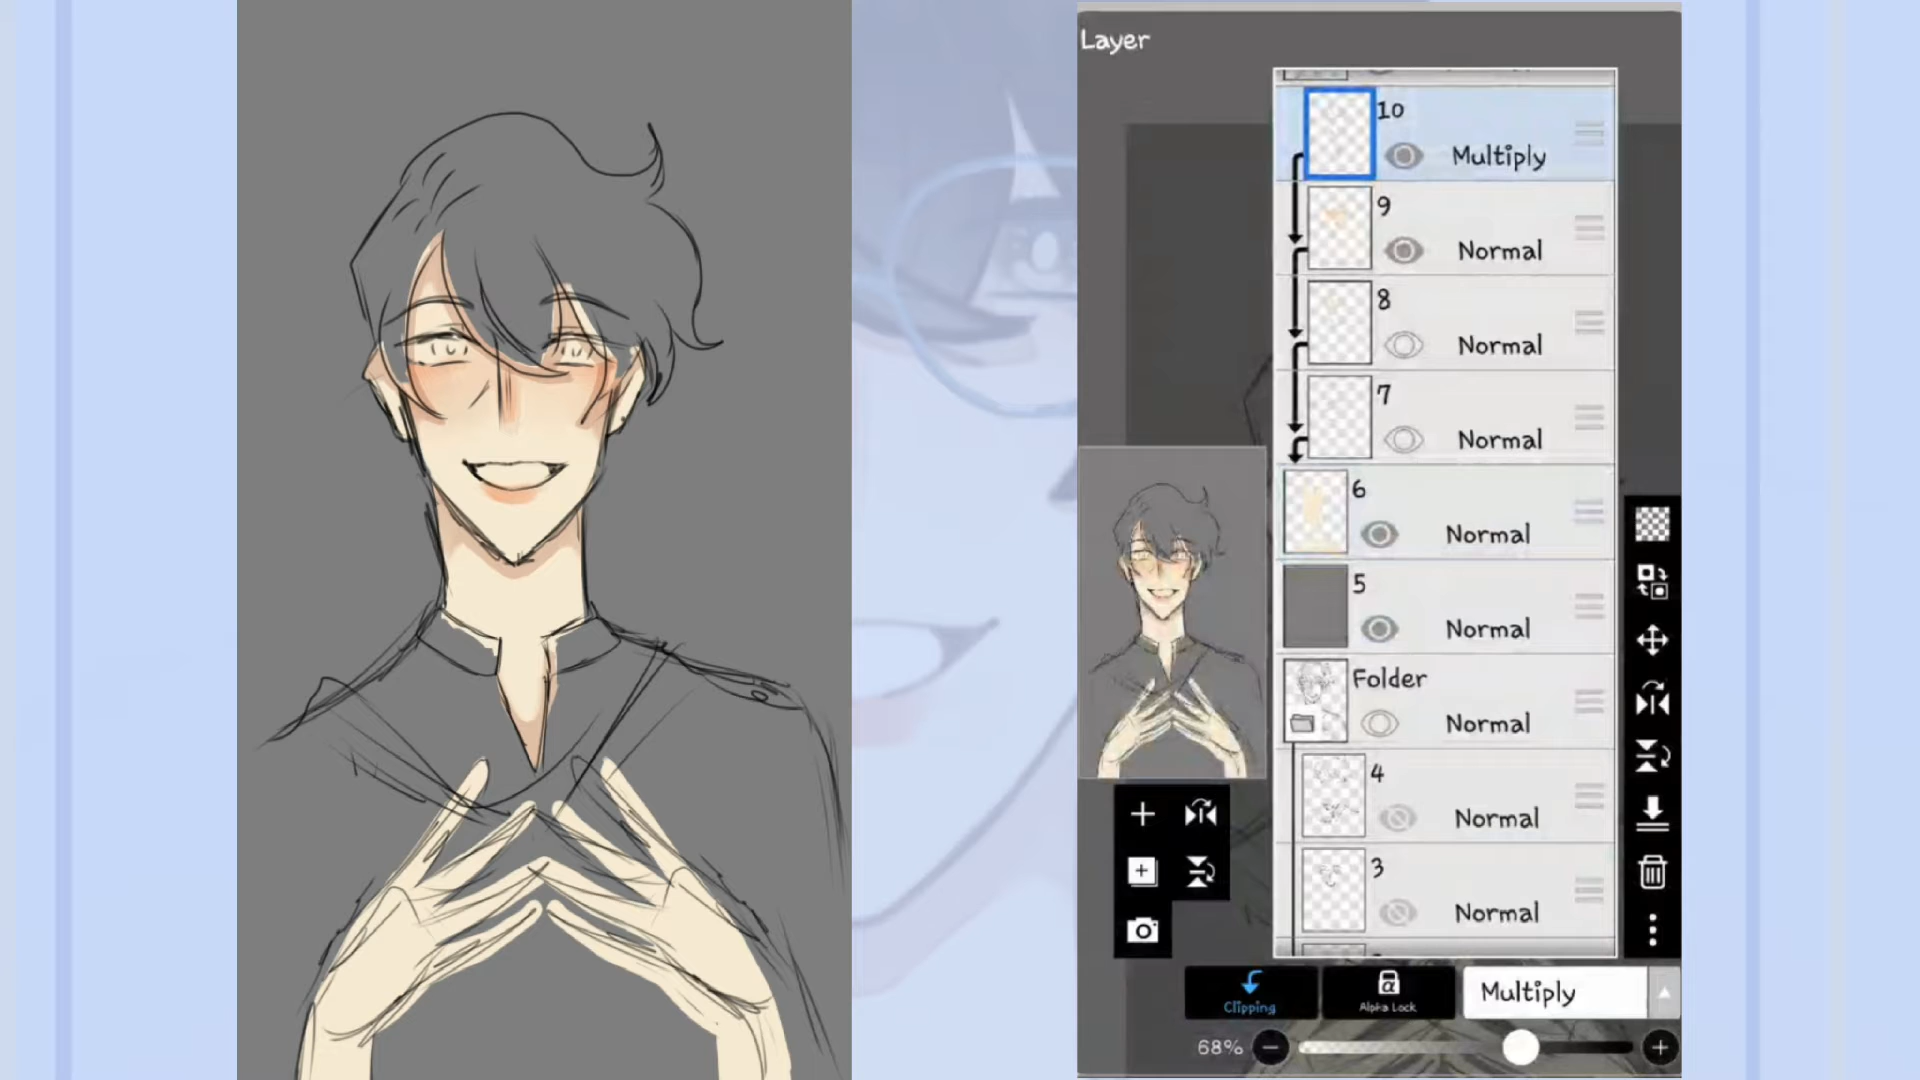 Layer
10
Multiply
9
Normal
8
Normal
7
Normal
6
Normal
5
Normal
Folder
Normal
4
Normal
3
Normal
Clipping
Alpha Lock
Multiply
68%